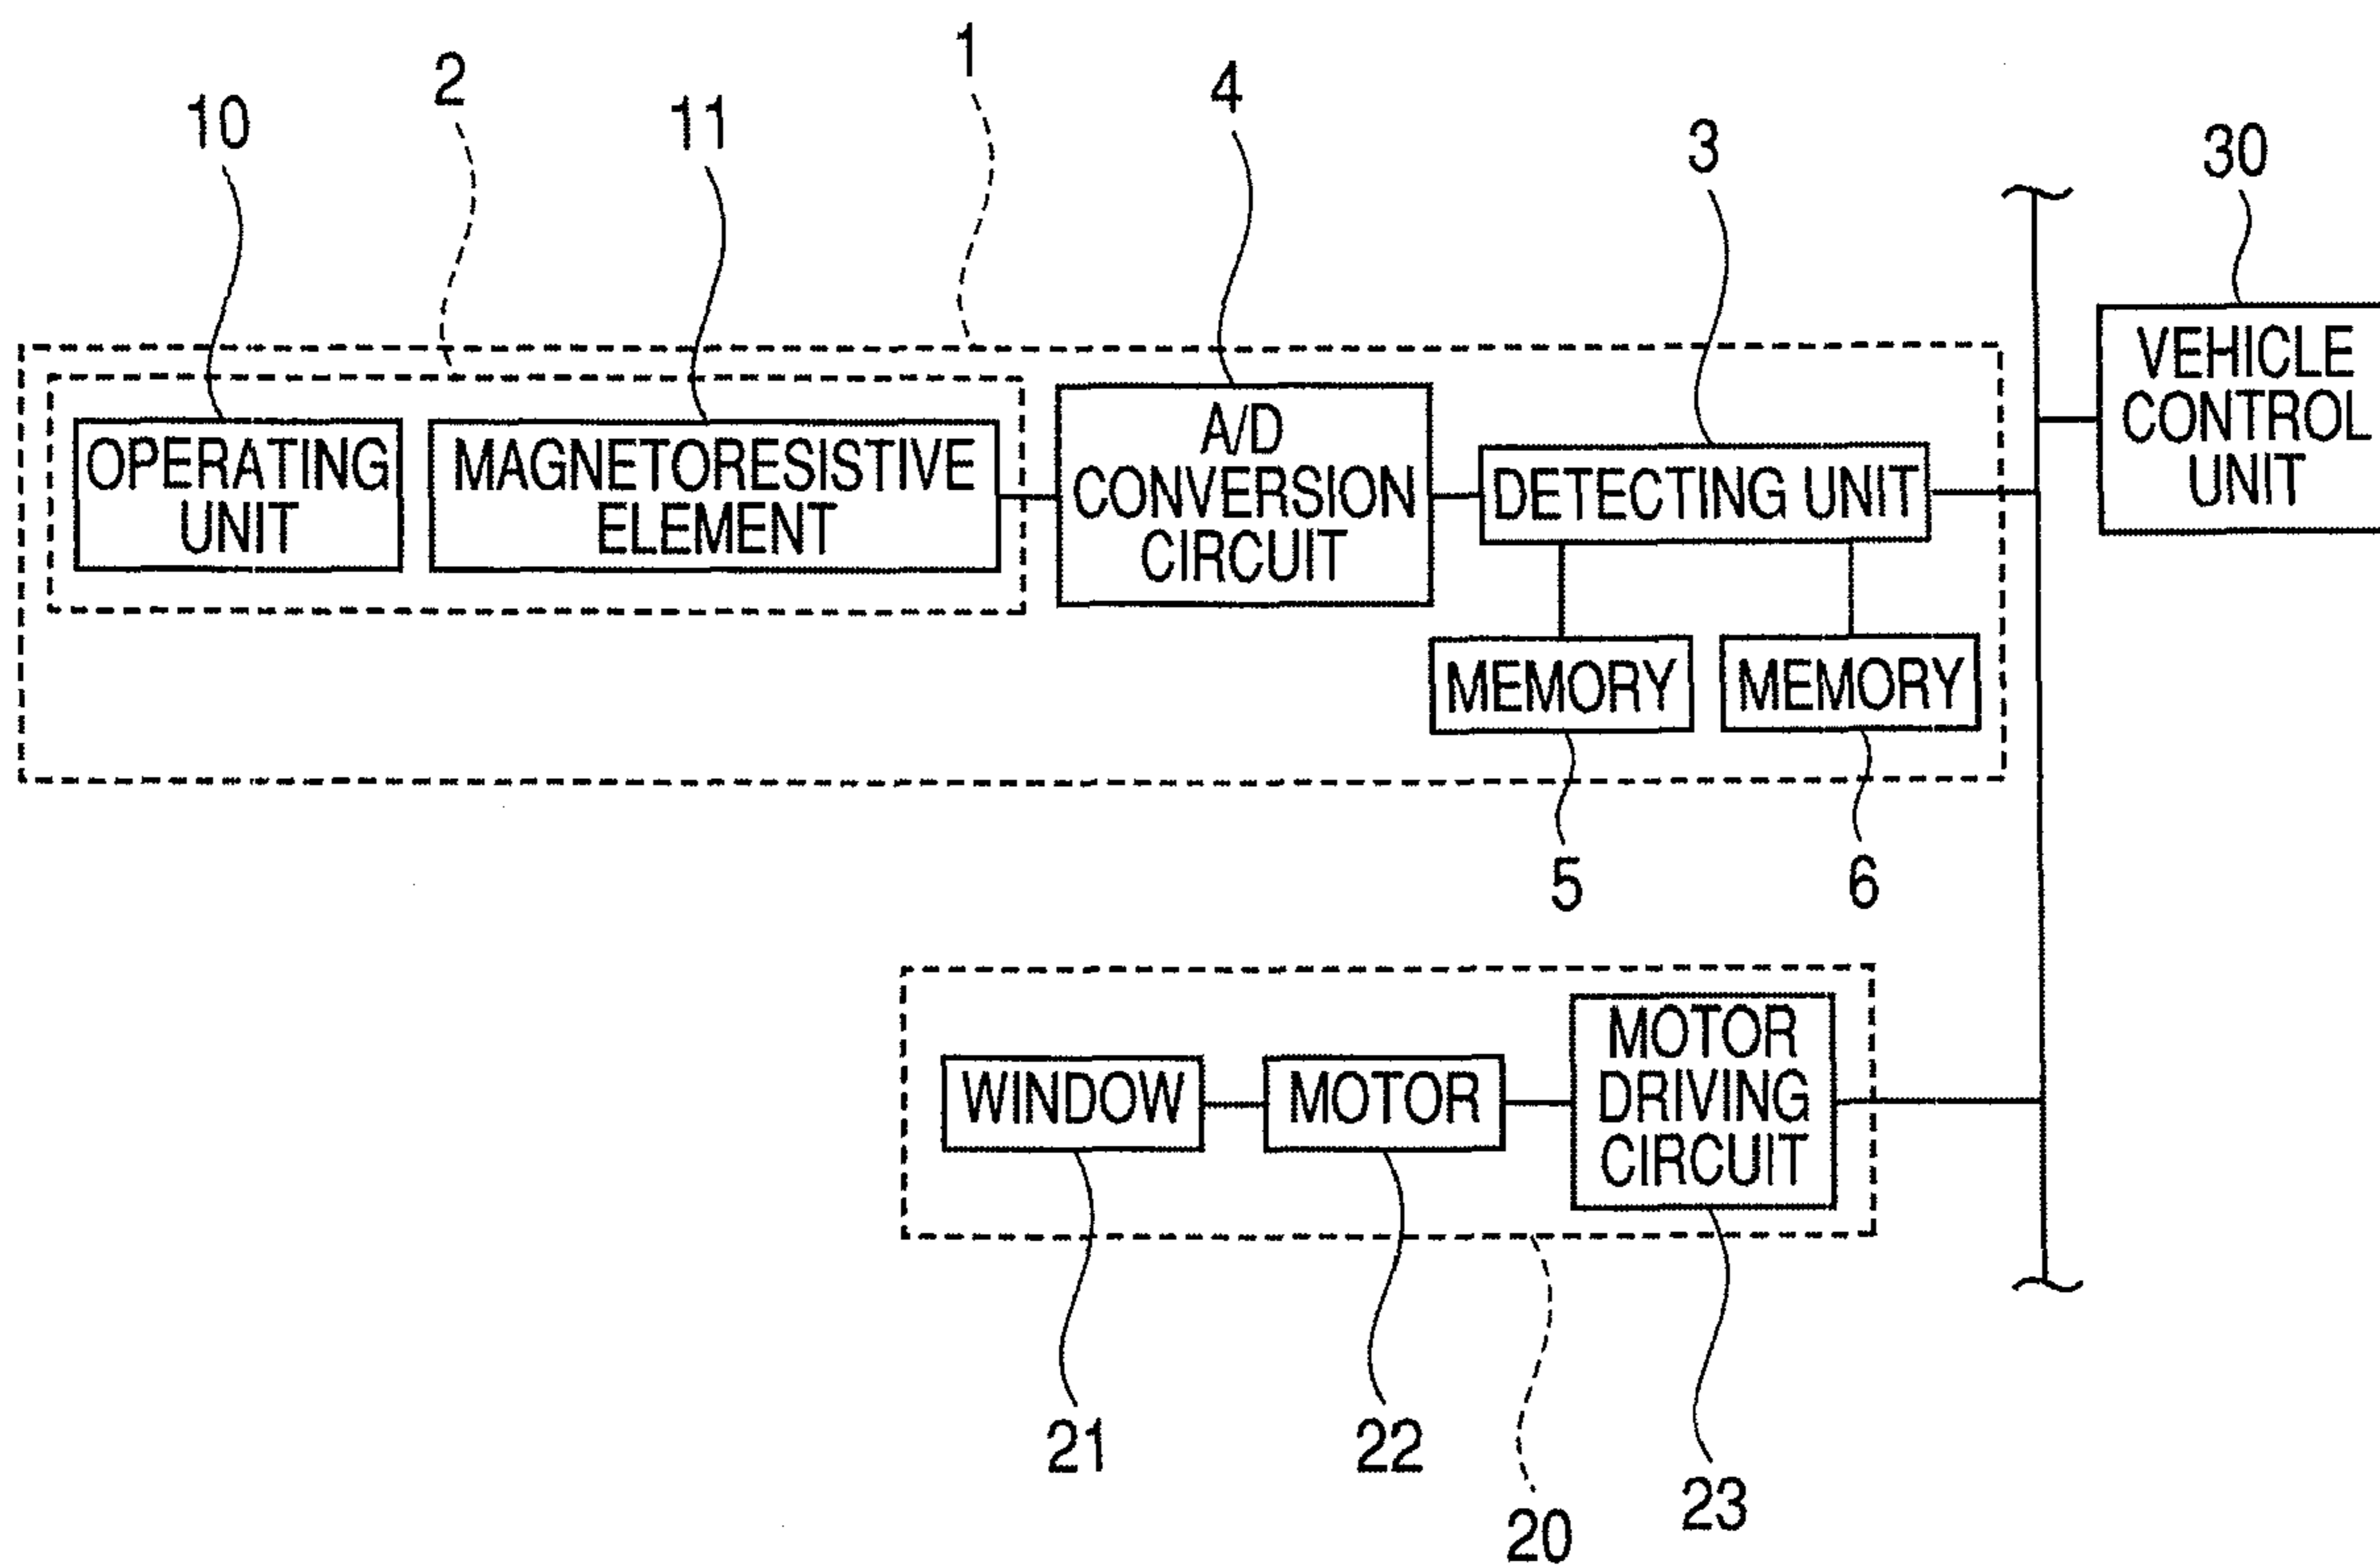 1
2
4
10
11
3
30
OPERATING
UNIT
MAGNETORESISTIVE
ELEMENT
A/D
CONVERSION
CIRCUIT
DETECTING UNIT
VEHICLE
CONTROL
UNIT
MEMORY
MEMORY
5
6
WINDOW
MOTOR
MOTOR
DRIVING
CIRCUIT
21
22
23
20